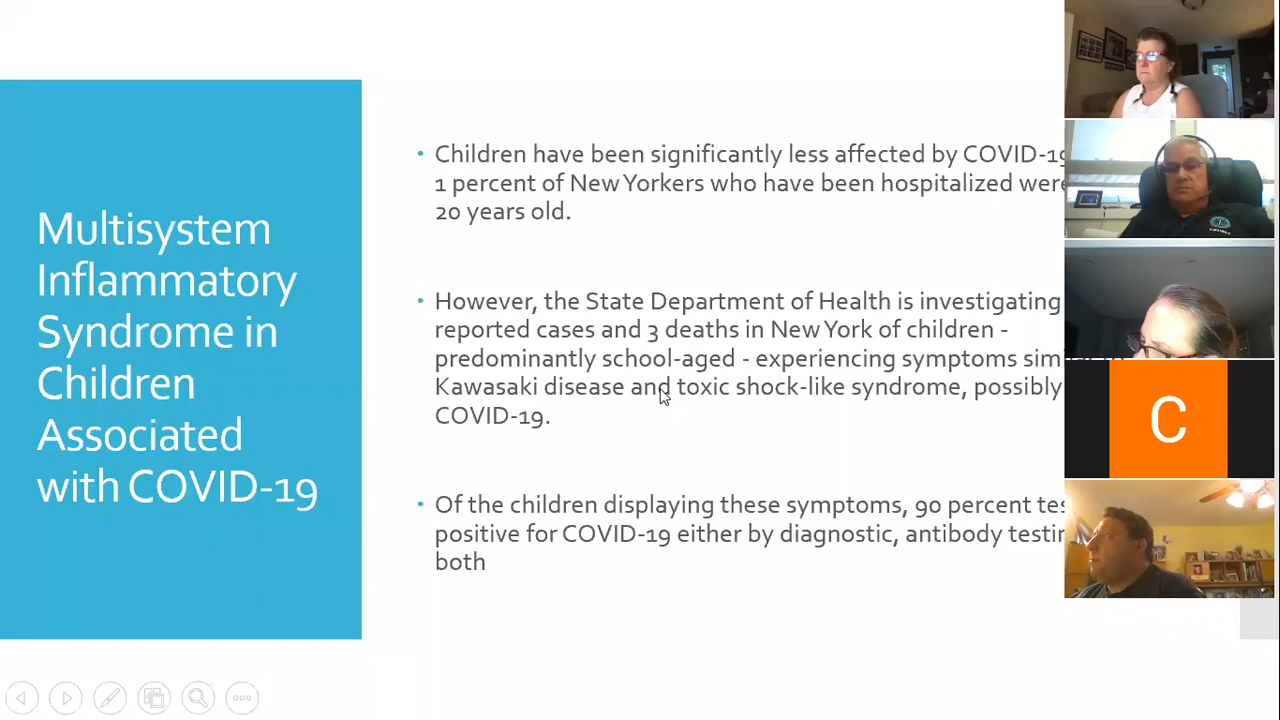 Multisystem
Inflammatory
Syndrome in
Children
Associated
with COVID-19
• Children have been significantly less affected by COVID-19
1 percent of New Yorkers who have been hospitalized were
20 years old.
• However, the State Department of Health is investigating
reported cases and 3 deaths in New York of children -
predominantly school-aged - experiencing symptoms
Kawasaki disease and toxic shock-like syndrome, possibly
COVID-19.
• Of the children displaying these symptoms, 90 percent
positive for COVID-19 either by diagnostic, antibody
both
C